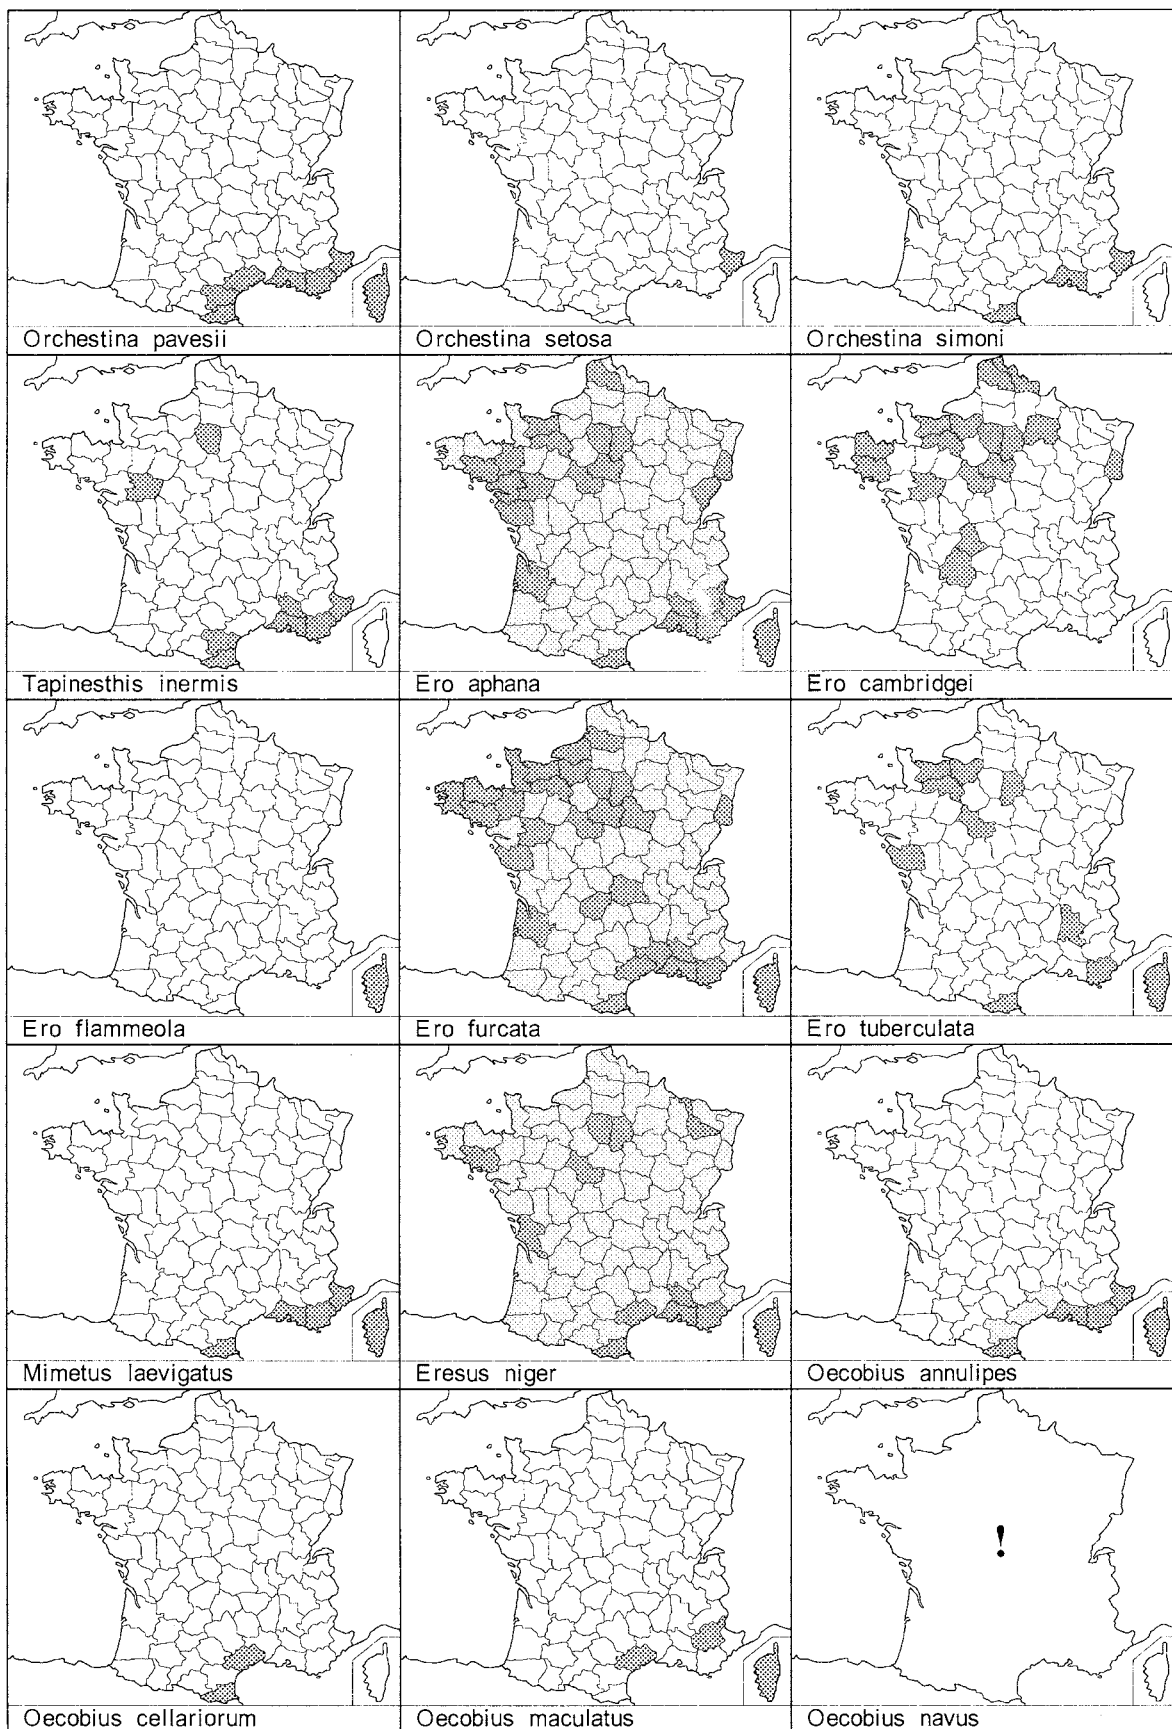 Orchestina pavesii
Orchestina setosa
Orchestina simoni
Tapinesthis inermis
Ero aphana
Ero cambridgei
Ero flammeola
Ero furcata
Ero tuberculata
Mimetus laevigatus
Eresus niger
Oecobius annulipes
!
Oecobius cellariorum
Oecobius maculatus
Oecobius navus